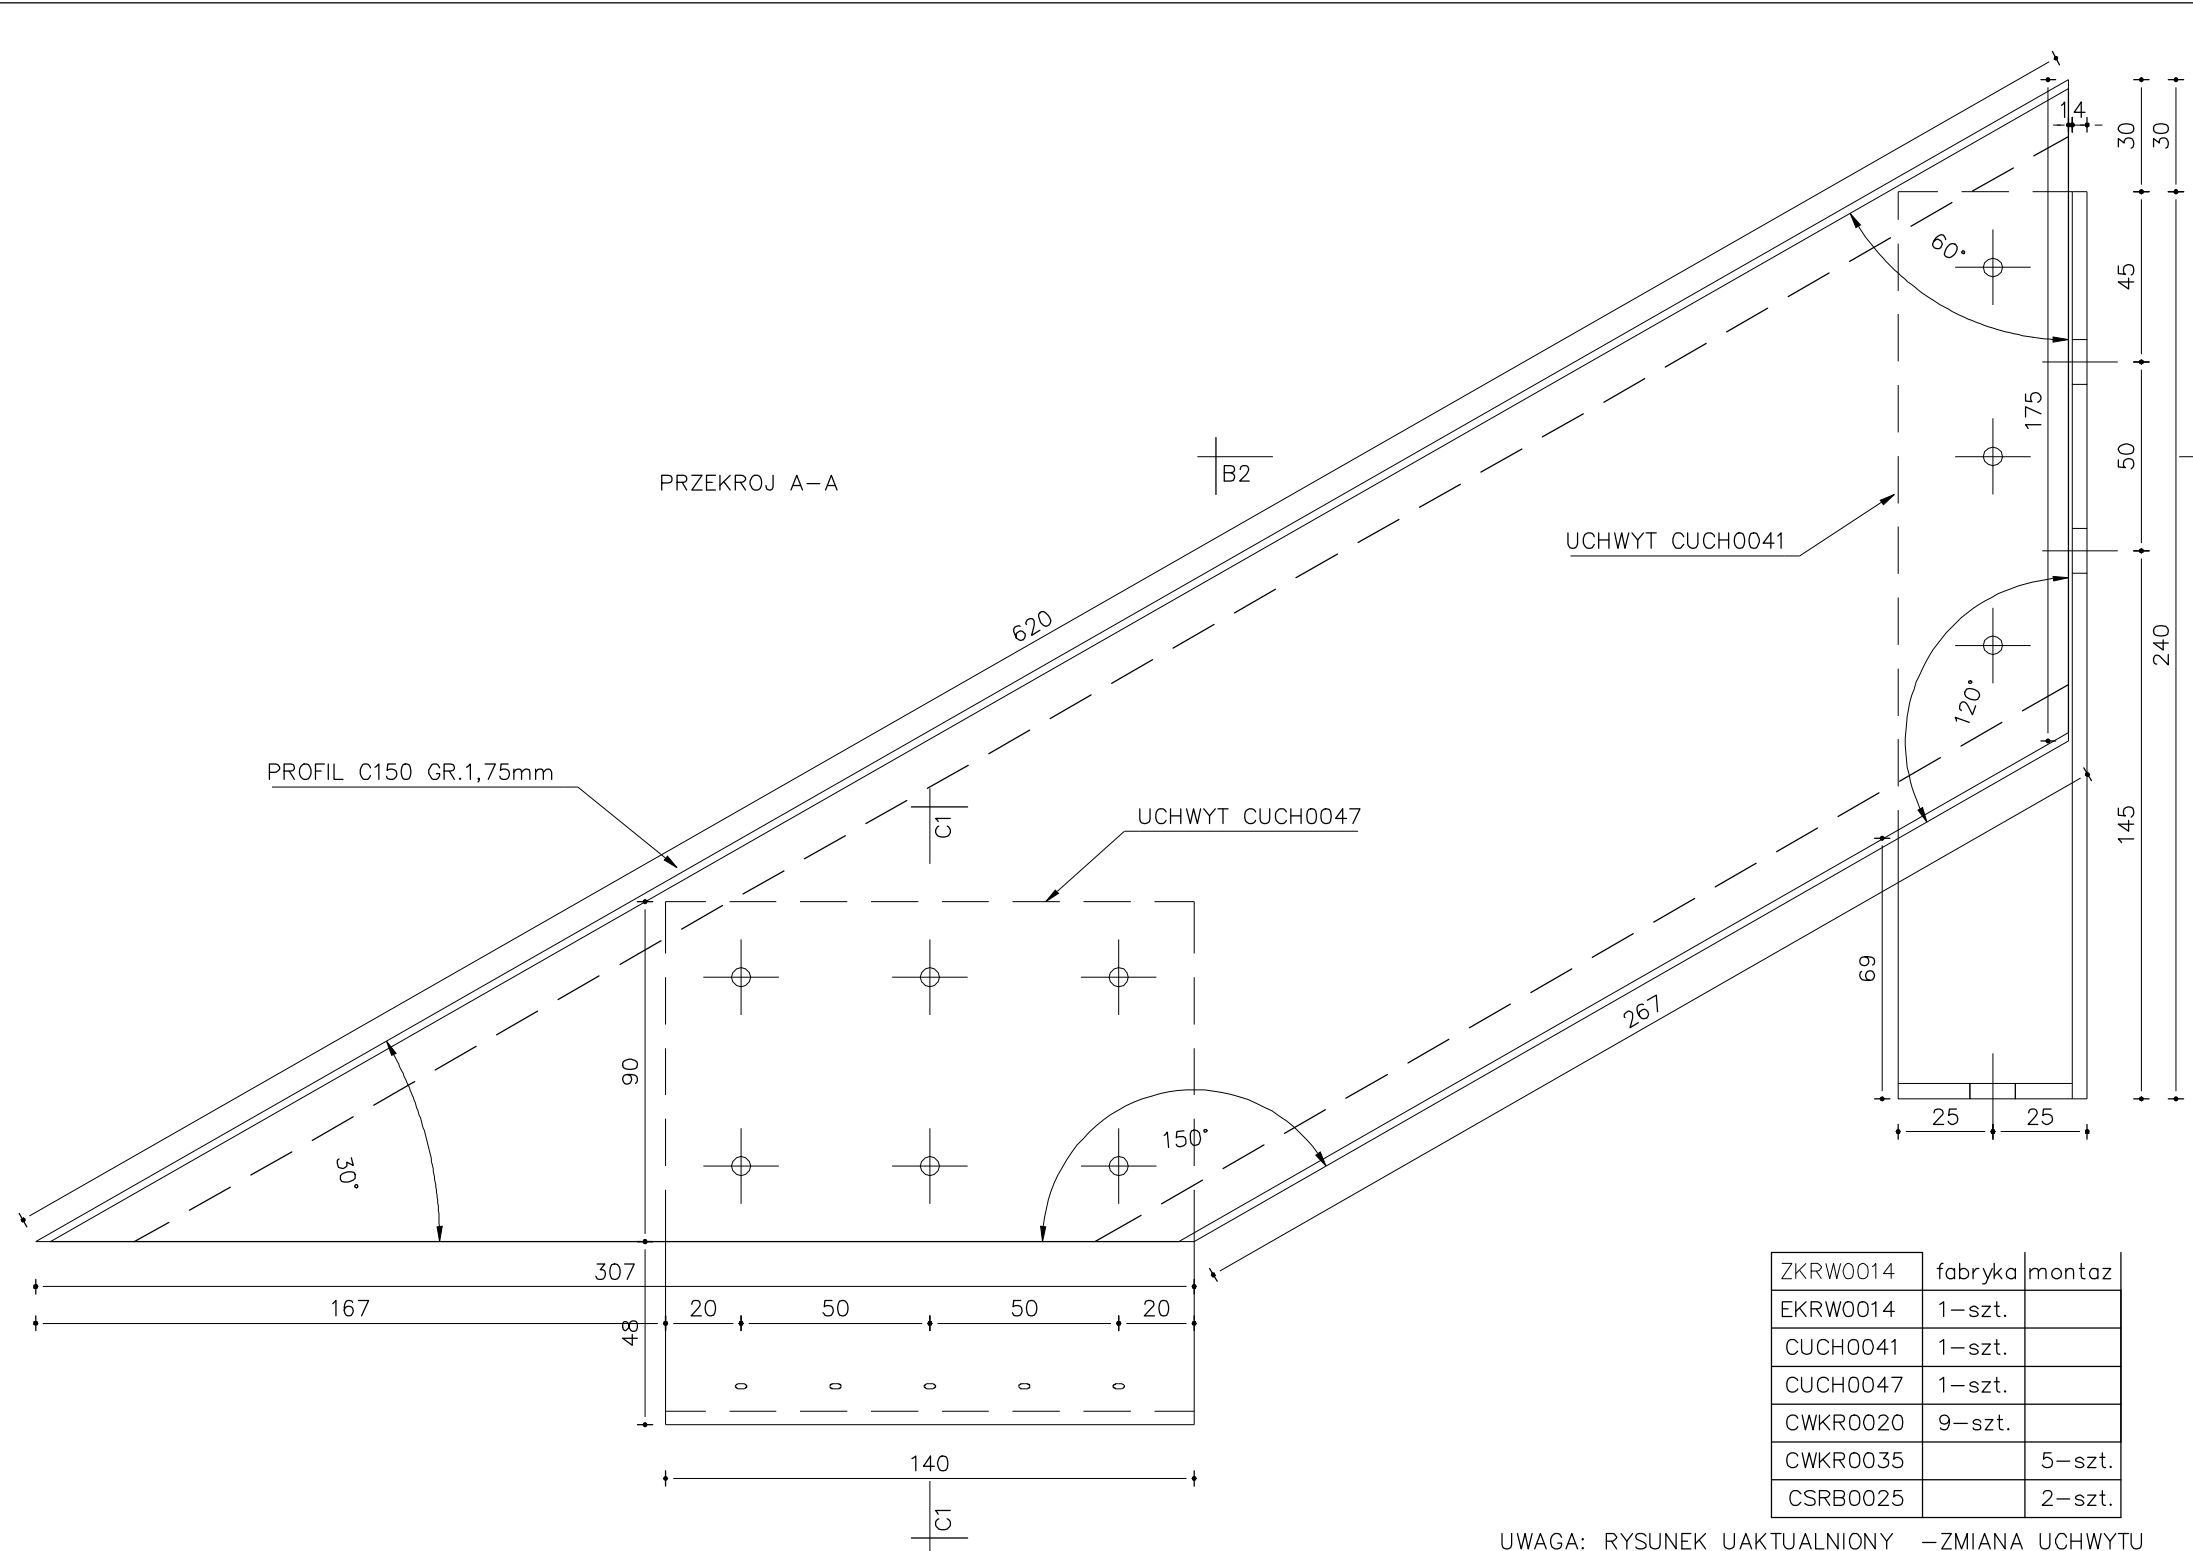 14
30
30
60°
45
175
PRZEKROJ A-A
B2
50
UCHWYT CUCH0041
620
240
120°
PROFIL C150 GR.1,75mm
UCHWYT CUCH0047
C1
145
69
267
90
25
25
150°
30°
307
167
20
50
50
20
48
140
C1
ZKRW0014 fabryka montaz
EKRW0014 1-szt.
CUCH0041 1-szt.
CUCH0047 1-szt.
CWKR0020 9-szt.
CWKR0035 5-szt.
CSRB0025 2-szt.
UWAGA: RYSUNEK UAKTUALNIONY -ZMIANA UCHWYTU